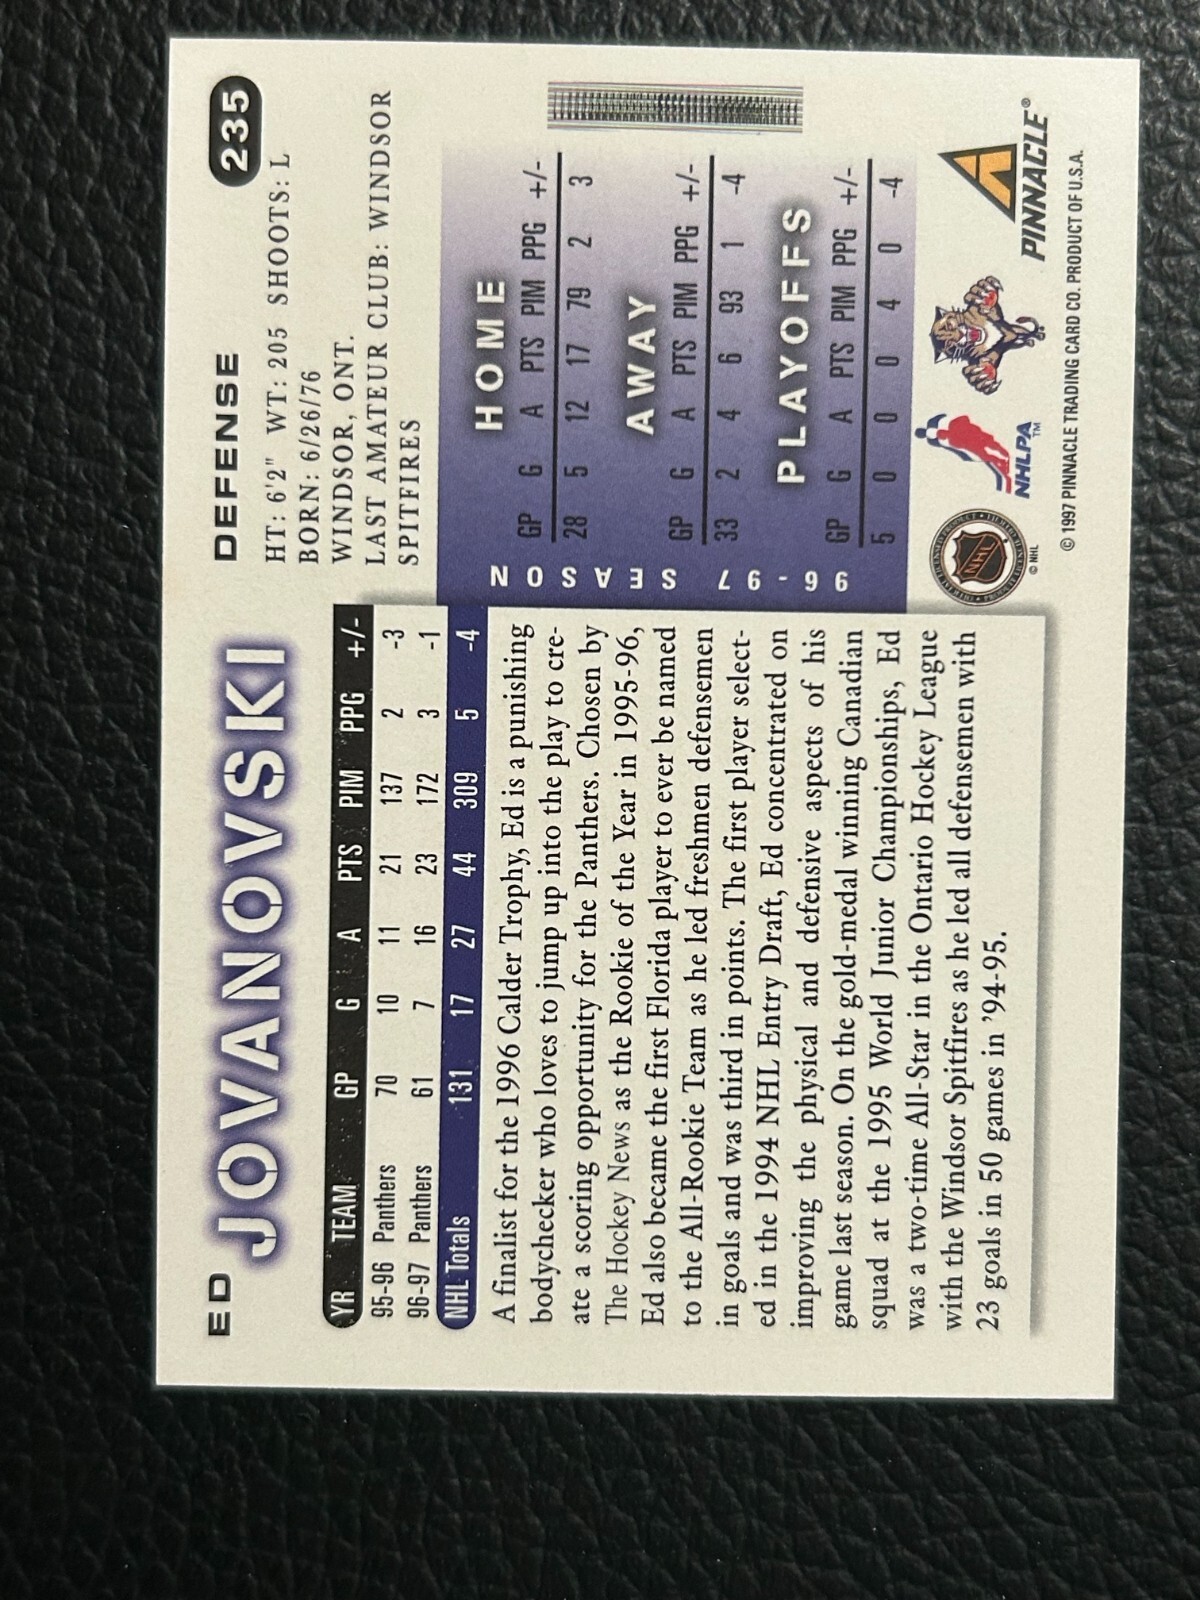 ED
JOVANOVSKI
DEFENSE
235
HT: 6'2" WT: 205 SHOOTS: L
BORN: 6/26/76
WINDSOR, ONT.
LAST AMATEUR CLUB: WINDSOR
SPITFIRES
YR TEAM GP G A PTS PIM PPG +/-
95-96 Panthers 70 10 11 21 137 2 -3
96-97 Panthers 61 7 16 23 172 3 -1
NHL Totals 131 17 27 44 309 5 -4
A finalist for the 1996 Calder Trophy, Ed is a punishing
bodychecker who loves to jump up into the play to cre-
ate a scoring opportunity for the Panthers. Chosen by
The Hockey News as the Rookie of the Year in 1995-96,
Ed also became the first Florida player to ever be named
to the All-Rookie Team as he led freshmen defensemen
in goals and was third in points. The first player select-
ed in the 1994 NHL Entry Draft, Ed concentrated on
improving the physical and defensive aspects of his
game last season. On the gold-medal winning Canadian
squad at the 1995 World Junior Championships, Ed
was a two-time All-Star in the Ontario Hockey League
with the Windsor Spitfires as he led all defensemen with
23 goals in 50 games in '94-95.
96-97 SEASON
HOME
GP G A PTS PIM PPG +/-
28 5 12 17 79 2 3
AWAY
GP G A PTS PIM PPG +/-
33 2 4 6 93 1 -4
PLAYOFFS
GP G A PTS PIM PPG +/-
5 0 0 0 4 0 -4
NHL
© NHL
NHLPA
TM
PINNACLE®
© 1997 PINNACLE TRADING CARD CO. PRODUCT OF U.S.A.